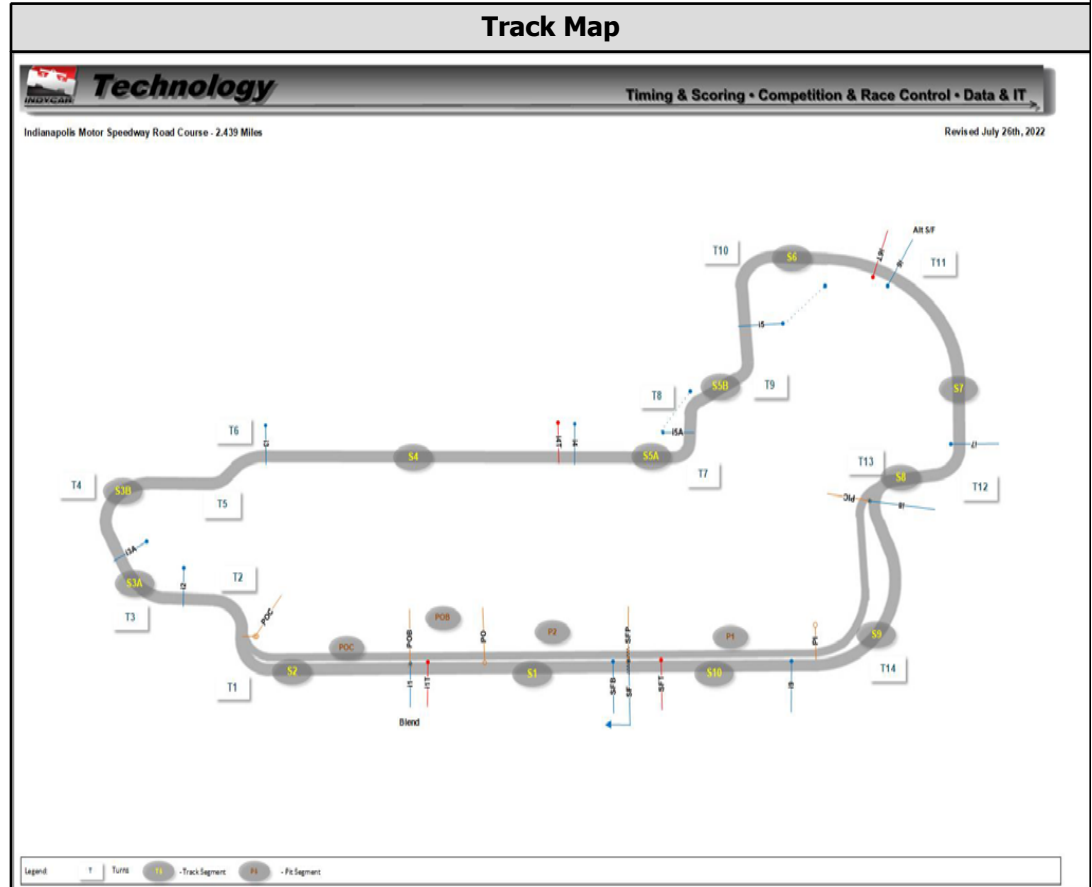 Track Map
INDYCAR
Technology
Timing & Scoring • Competition & Race Control • Data & IT
Indianapolis Motor Speedway Road Course - 2.439 Miles
Revised July 26th, 2022
Alt S/F
T10
S6
I6T
I6
T11
I5
S5B
T9
S7
T8
I5A
T6
I3
S4
I4T
I4
S5A
T7
I7
T13
S8
T12
T4
S3B
T5
PIC
I8
I3A
S3A
I2
T2
T3
POC
POB
POB
PO
P2
SFP
P1
PI
S9
POC
S2
T1
I1
I1T
S1
SFB
S/F
SFT
S10
I9
T14
Blend
Legend:
T
Turns
- Track Segment
- Pit Segment